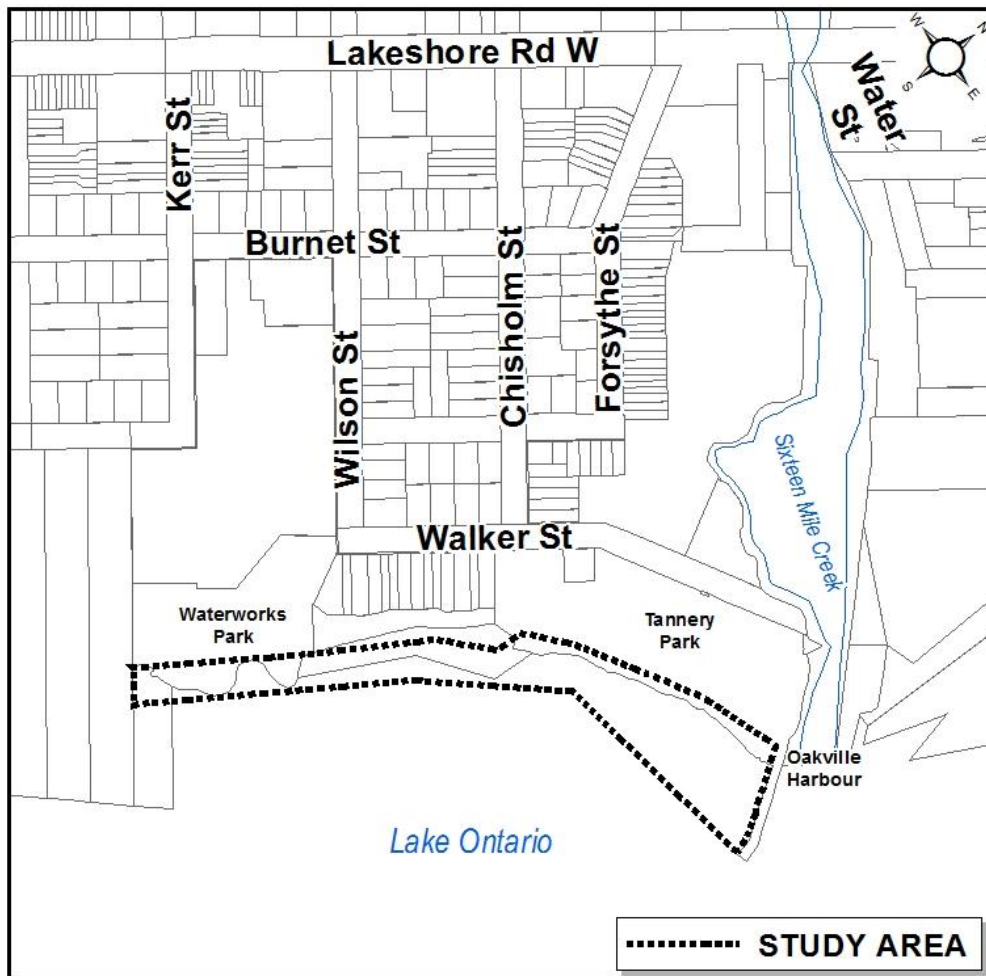 Lakeshore Rd W
W
N
S
E
Water
St
Kerr St
Burnet St
Chisholm St
Forsythe St
Wilson St
Sixteen Mile Creek
Walker St
Waterworks
Park
Tannery
Park
Oakville
Harbour
Lake Ontario
STUDY AREA